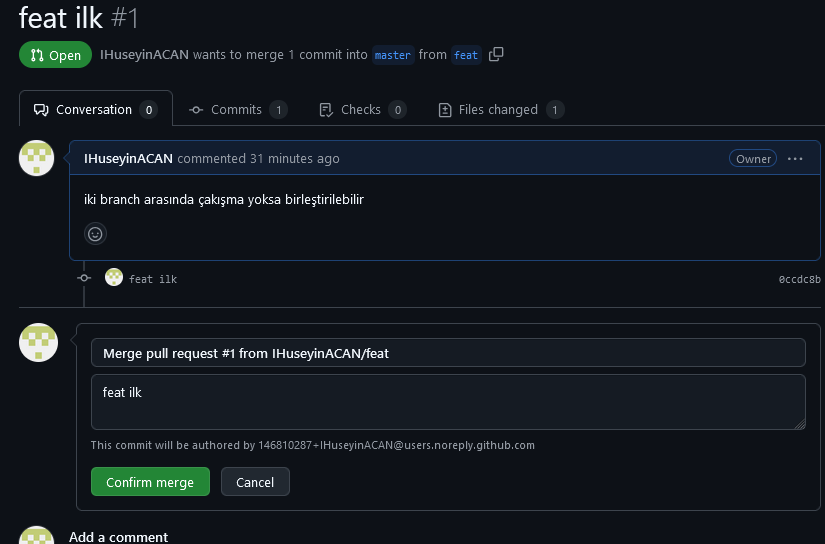 feat ilk #1
Open IHuseyinACAN wants to merge 1 commit into master from feat
Conversation 0 Commits 1 Checks 0 Files changed 1
IHuseyinACAN commented 31 minutes ago Owner ...
iki branch arasında çakışma yoksa birleştirilebilir
feat ilk 0ccdc8b
Merge pull request #1 from IHuseyinACAN/feat
feat ilk
This commit will be authored by 146810287+IHuseyinACAN@users.noreply.github.com
Confirm merge Cancel
Add a comment